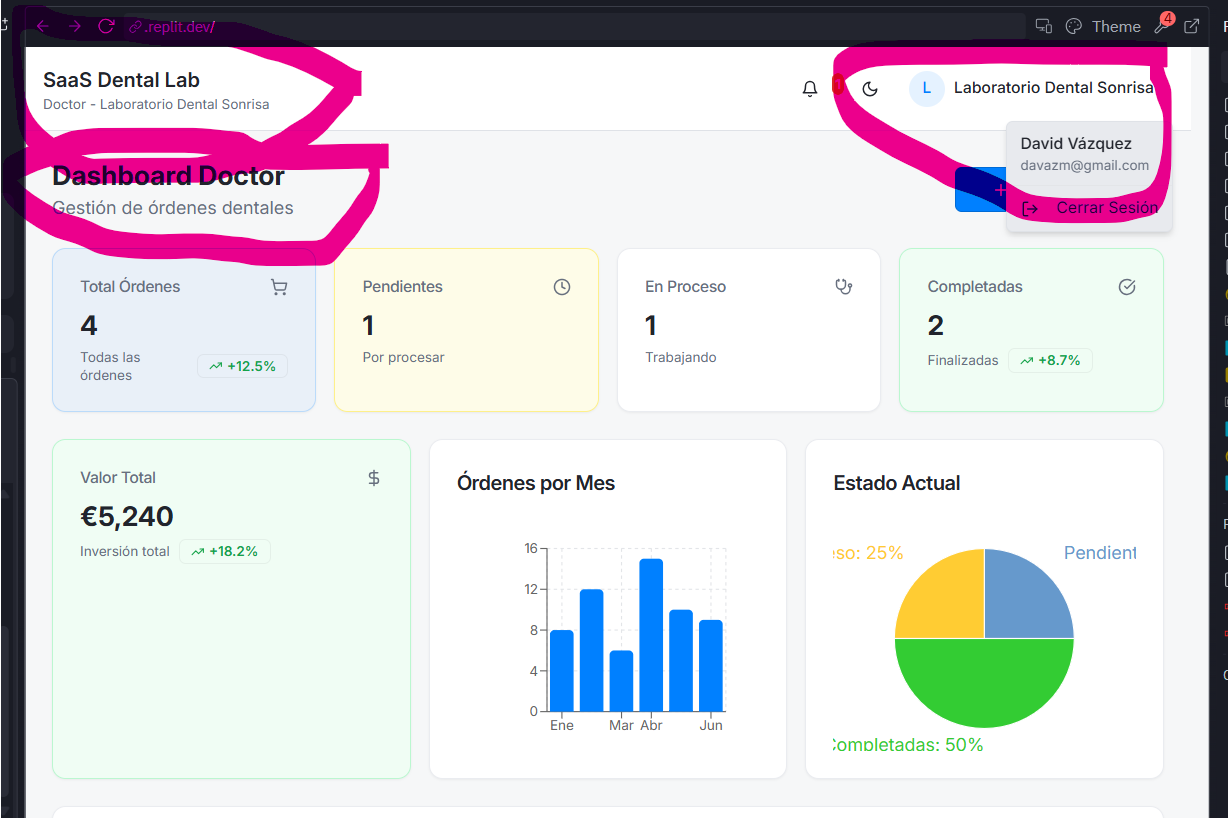 .replit.dev/
Theme
4
SaaS Dental Lab
Doctor - Laboratorio Dental Sonrisa
L
Laboratorio Dental Sonrisa
David Vázquez
davazm@gmail.com
Cerrar Sesión
Dashboard Doctor
Gestión de órdenes dentales
+
Total Órdenes
4
Todas las
órdenes
+12.5%
Pendientes
1
Por procesar
En Proceso
1
Trabajando
Completadas
2
Finalizadas
+8.7%
Valor Total
$
€5,240
Inversión total
+18.2%
Órdenes por Mes
16
12
8
4
0
Ene
Mar
Abr
Jun
Estado Actual
eso: 25%
Pendient
Completadas: 50%